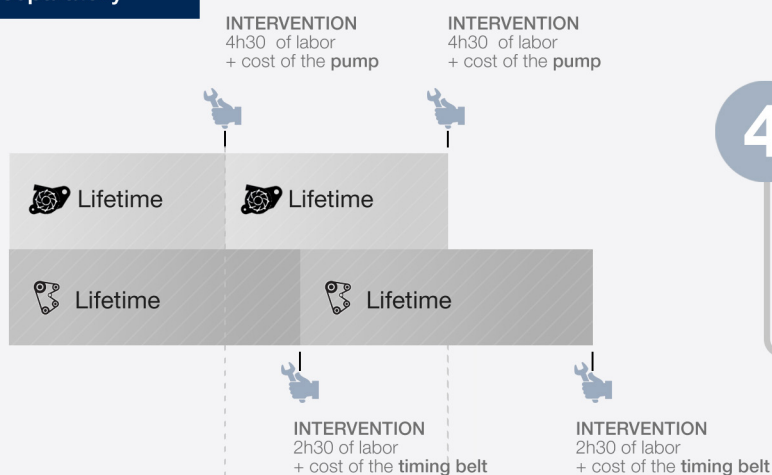 INTERVENTION
4h30 of labor
+ cost of the pump
INTERVENTION
4h30 of labor
+ cost of the pump
4
Lifetime
Lifetime
Lifetime
Lifetime
INTERVENTION
2h30 of labor
+ cost of the timing belt
INTERVENTION
2h30 of labor
+ cost of the timing belt